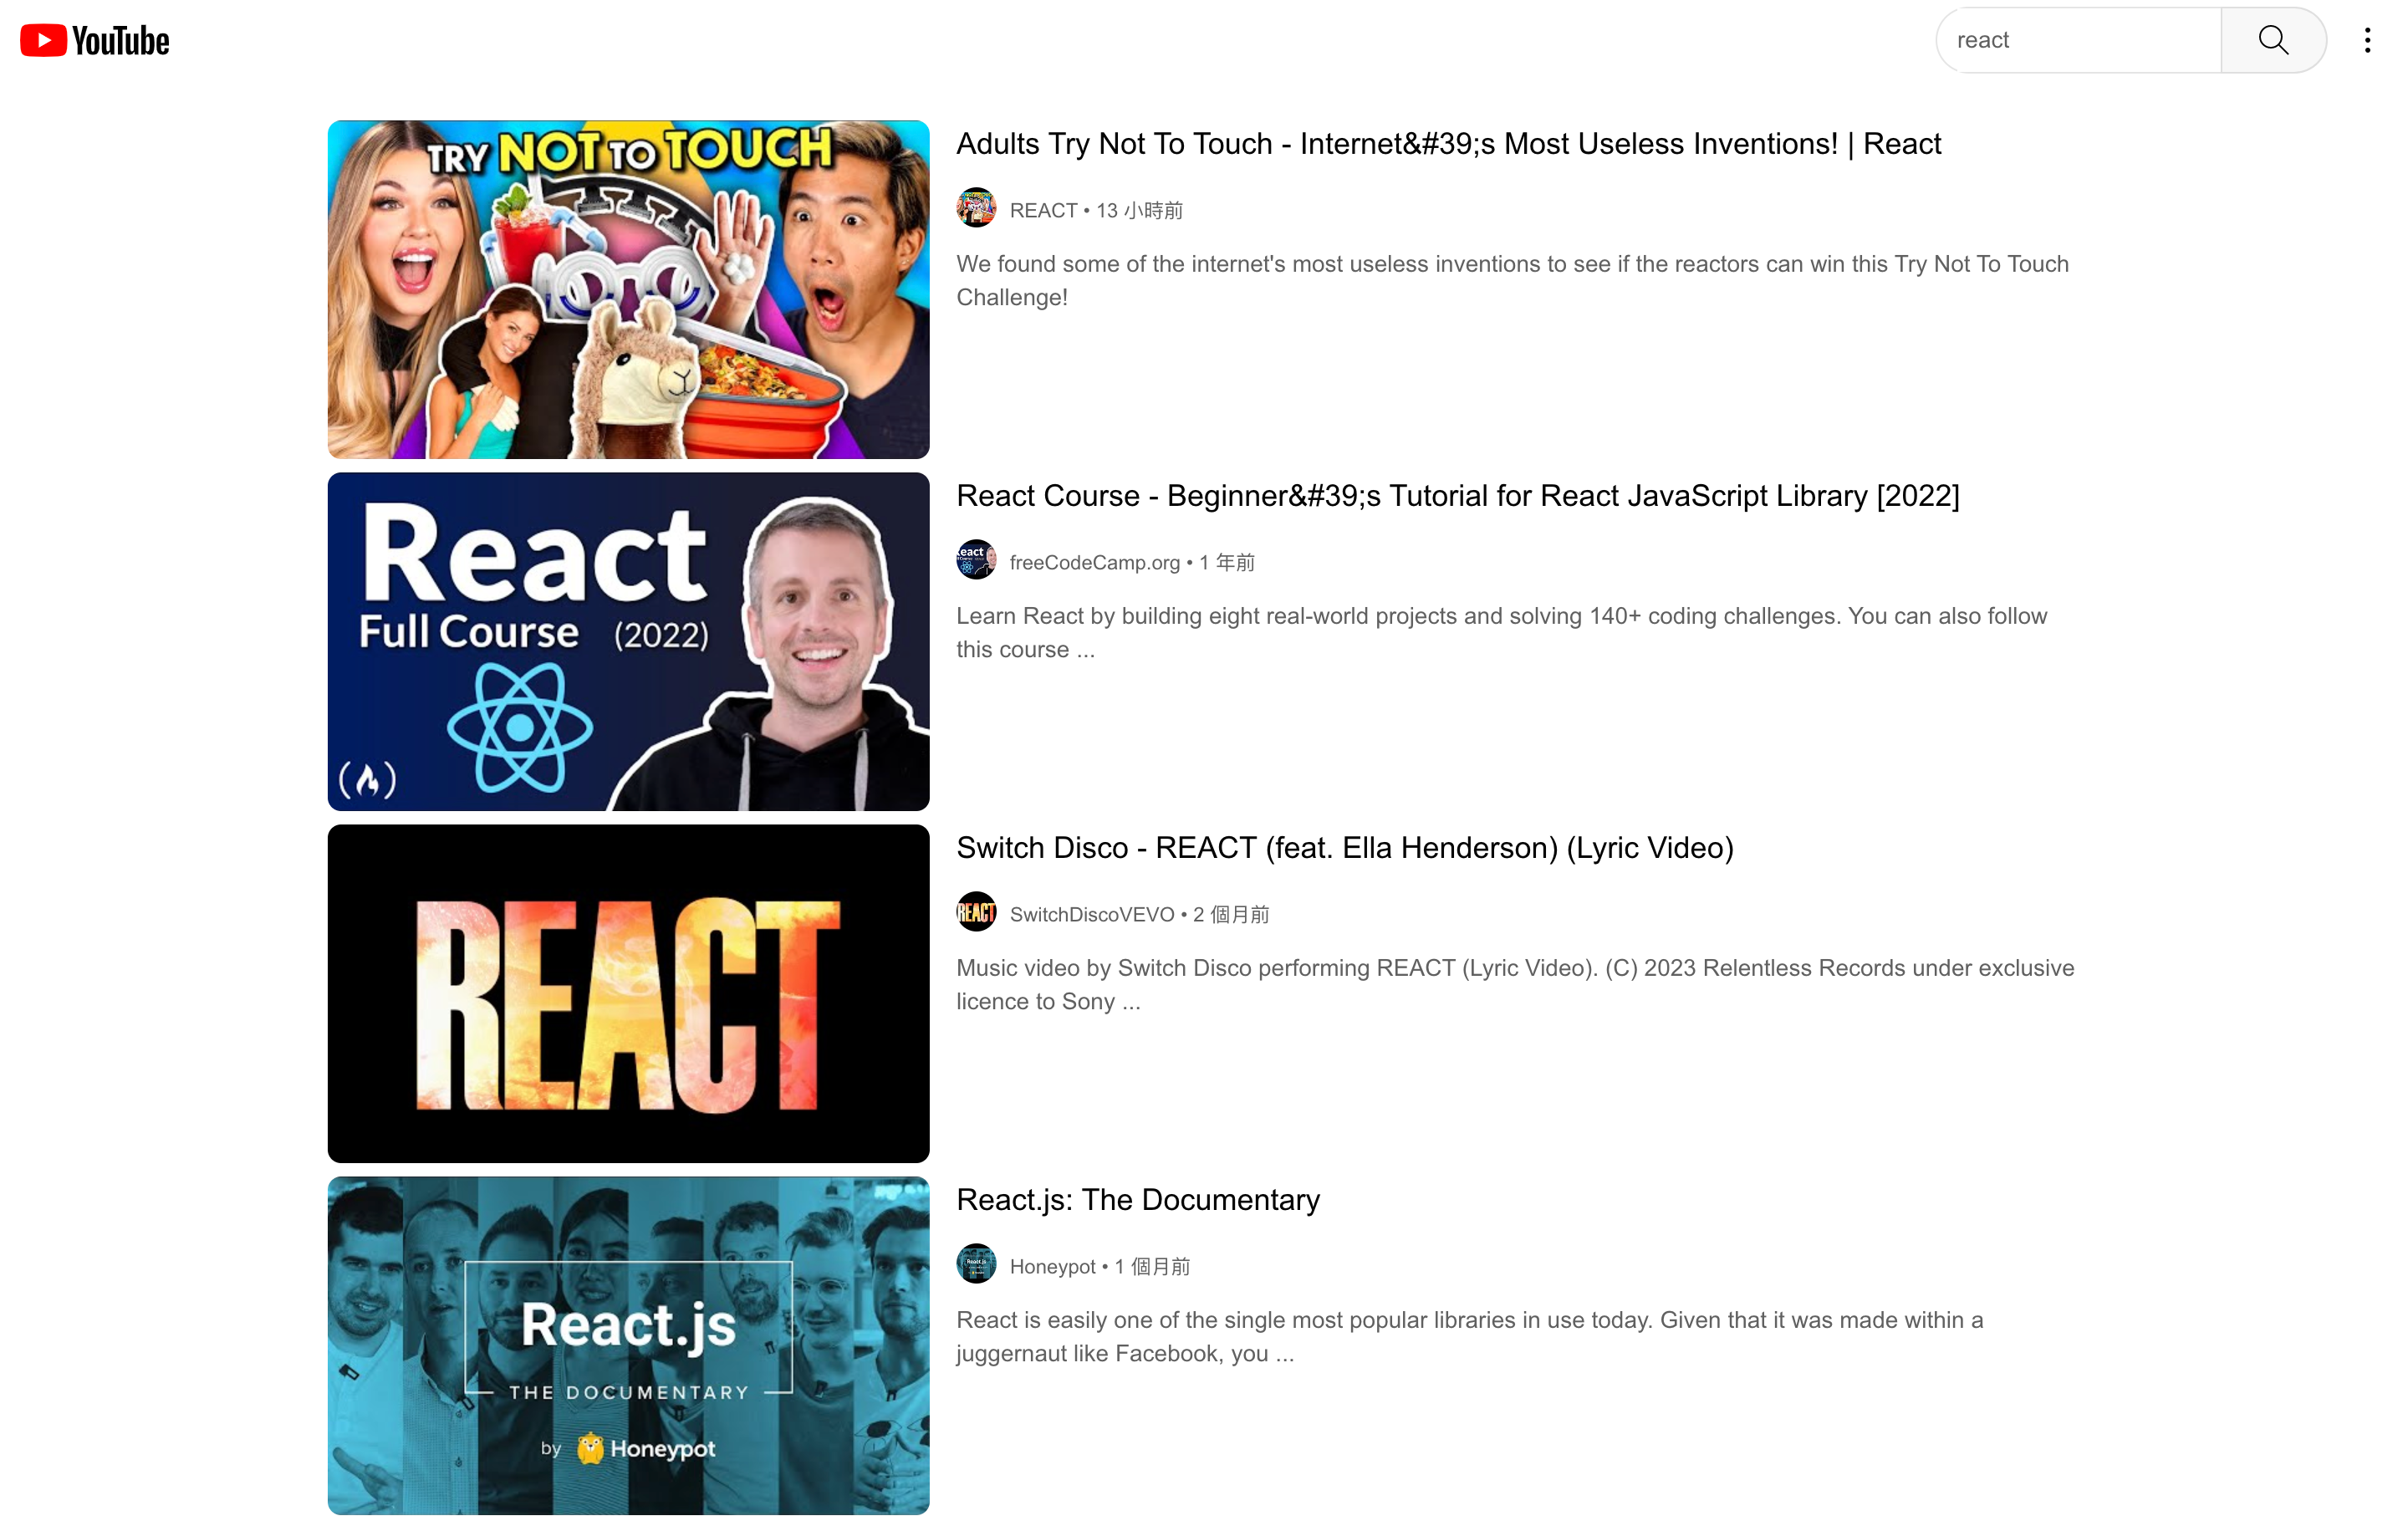 YouTube
react
TRY NOT TO TOUCH
Adults Try Not To Touch - Internet&#39;s Most Useless Inventions! | React
REACT • 13 小時前
We found some of the internet's most useless inventions to see if the reactors can win this Try Not To Touch
Challenge!
React
Full Course (2022)
React Course - Beginner&#39;s Tutorial for React JavaScript Library [2022]
freeCodeCamp.org • 1 年前
Learn React by building eight real-world projects and solving 140+ coding challenges. You can also follow
this course ...
REACT
Switch Disco - REACT (feat. Ella Henderson) (Lyric Video)
REACT
SwitchDiscoVEVO • 2 個月前
Music video by Switch Disco performing REACT (Lyric Video). (C) 2023 Relentless Records under exclusive
licence to Sony ...
React.js
THE DOCUMENTARY
by Honeypot
React.js: The Documentary
Honeypot • 1 個月前
React is easily one of the single most popular libraries in use today. Given that it was made within a
juggernaut like Facebook, you ...